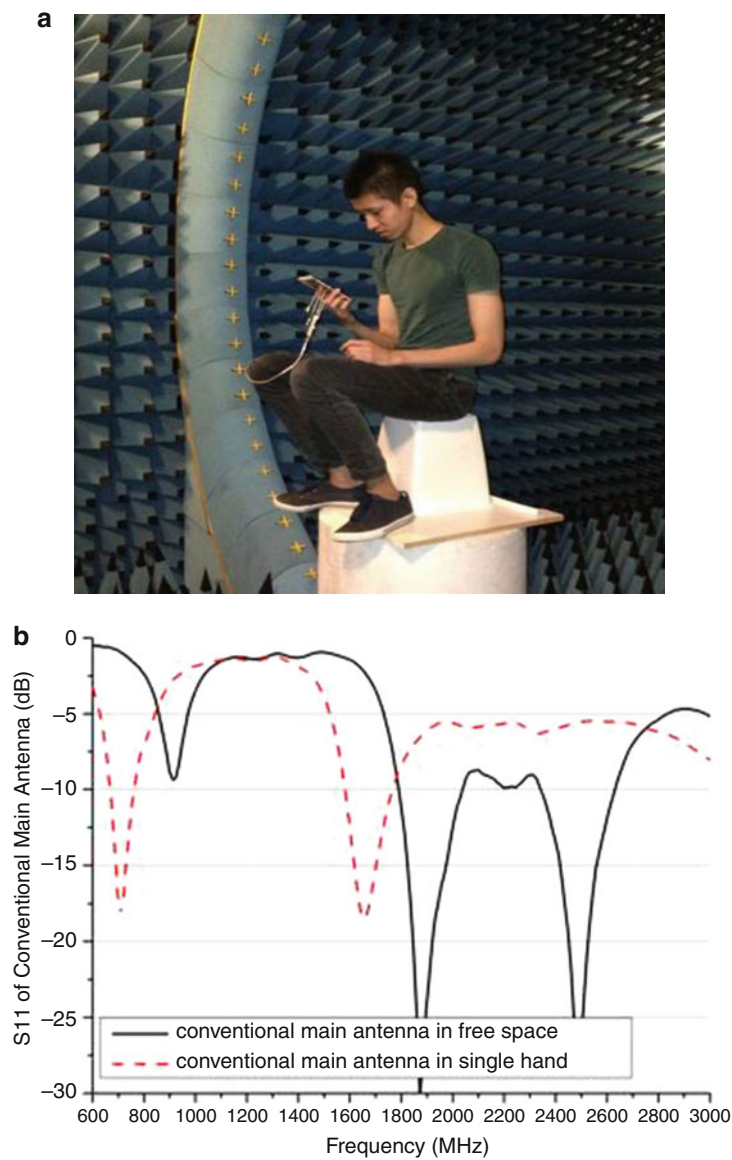 a
b
0
–5
–10
–15
–20
–25
–30
S11 of Conventional Main Antenna (dB)
conventional main antenna in free space
conventional main antenna in single hand
600 800 1000 1200 1400 1600 1800 2000 2200 2400 2600 2800 3000
Frequency (MHz)